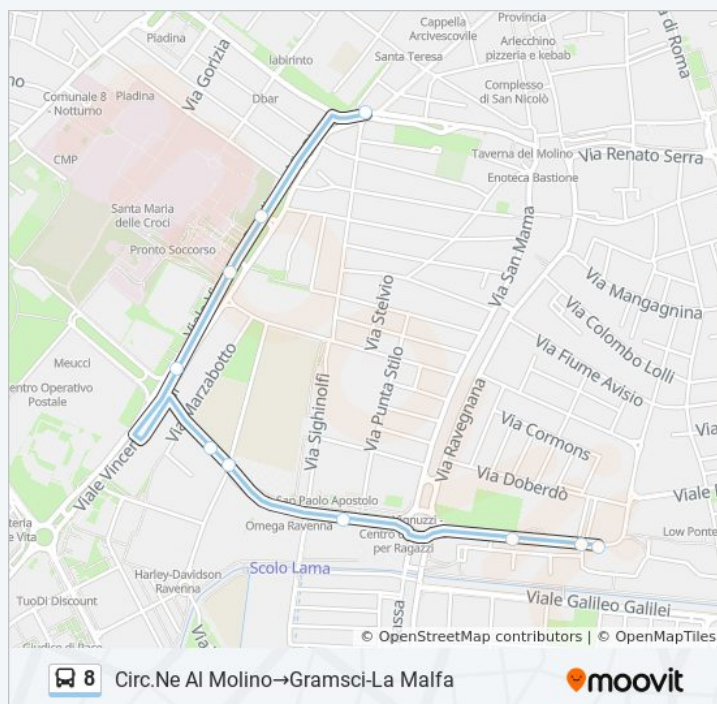 Cappella
Arcivescovile
Provincia
Piadina
Via Gorizia
labirinto
Santa Teresa
Arlecchino
pizzeria e kebab
a di Roma
Dbar
Complesso
di San Nicolò
Comunale 8
- Notturno
Piadina
CMP
Taverna del Molino
Via Renato Serra
Enoteca Bastione
Santa Maria
delle Croci
Pronto Soccorso
Via San Mama
Via Mangagnina
Via Stelvio
Via Colombo Lolli
Via Fiume Avisio
Meucci
Centro Operativo
Postale
Via Marzabotto
Via Sighinolfi
Via Punta Stilo
Via Ravegnana
Via Cormons
Viale Vincen
Via Doberdò
Viale
San Paolo Apostolo
Omega Ravenna
per Ragazzi
Low Ponte
Scolo Lama
Harley-Davidson
Ravenna
Viale Galileo Galilei
TuoDì Discount
© OpenStreetMap contributors | © OpenMapTiles
8 Circ.Ne Al Molino→Gramsci-La Malfa
moovit